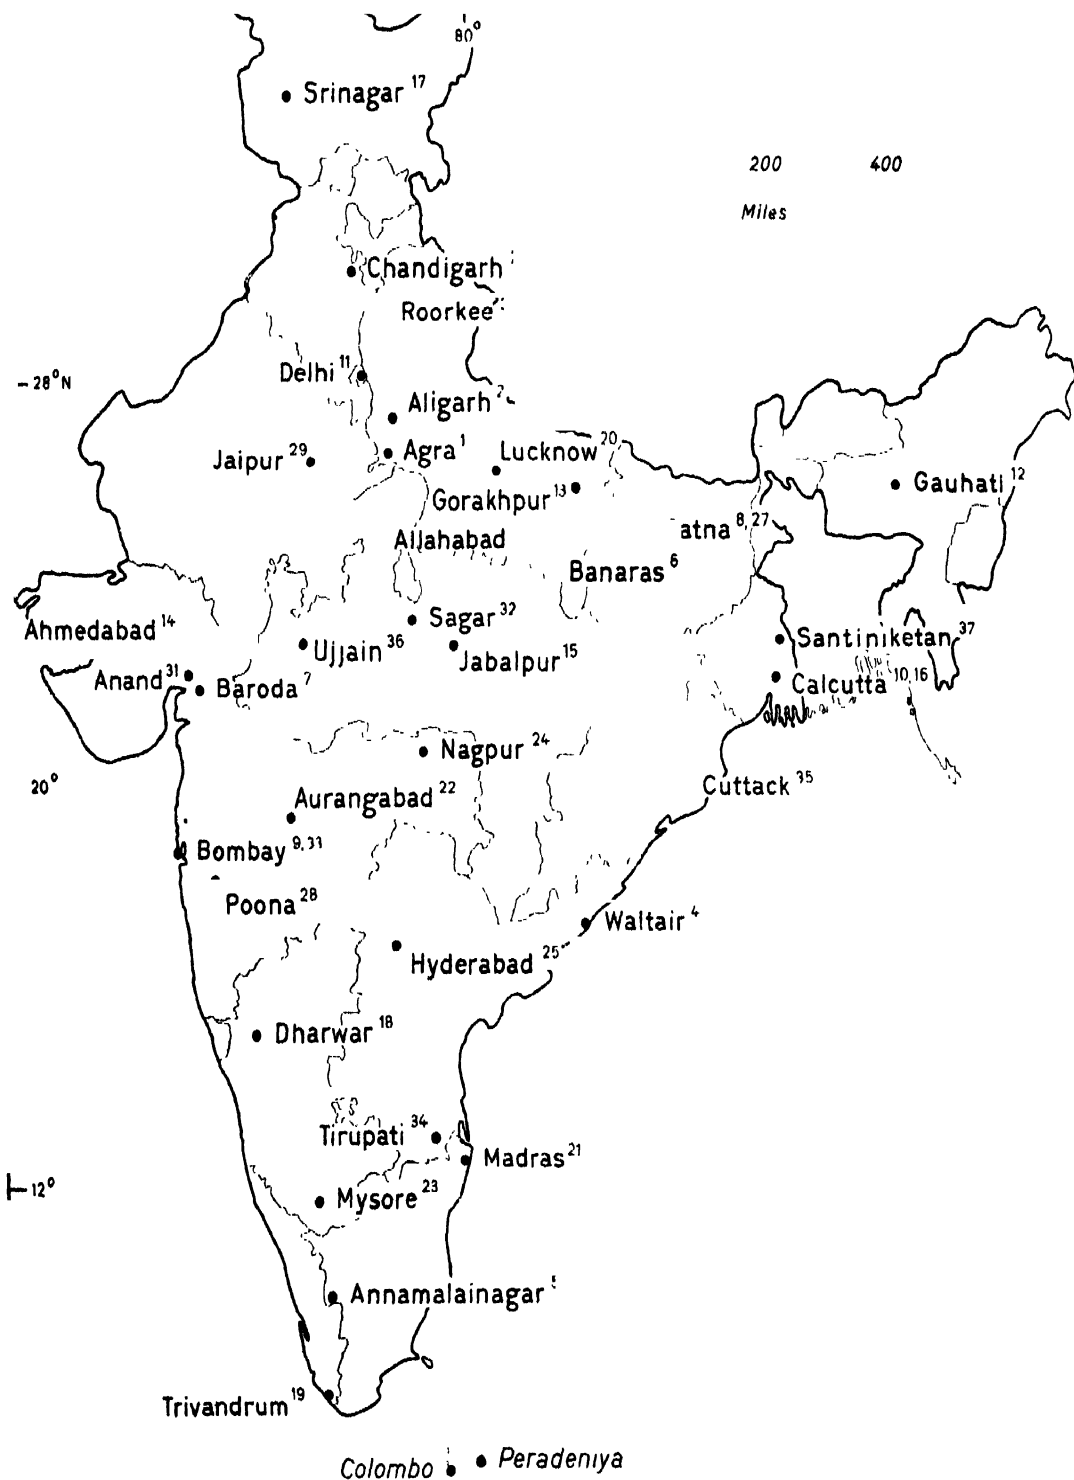 80°
Srinagar 17
200 400
Miles
Chandigarh
Roorkee
Delhi 11
- 28° N
Aligarh
Agra 1
Lucknow 20
Jaipur 29
Gorakhpur 13
Gauhati 12
atna 8, 27
Allahabad
Banaras 6
Sagar 32
Ahmedabad 14
Ujjain 36
Jabalpur 15
Santiniketan 37
Anand 31
Baroda 7
Calcutta 10, 16
Nagpur 24
20°
Cuttack 35
Aurangabad 22
Bombay 9, 33
Poona 28
Waltair 4
Hyderabad 25
Dharwar 18
Tirupati 34
Madras 21
12°
Mysore 23
Annamalainagar
Trivandrum 19
Colombo
Peradeniya